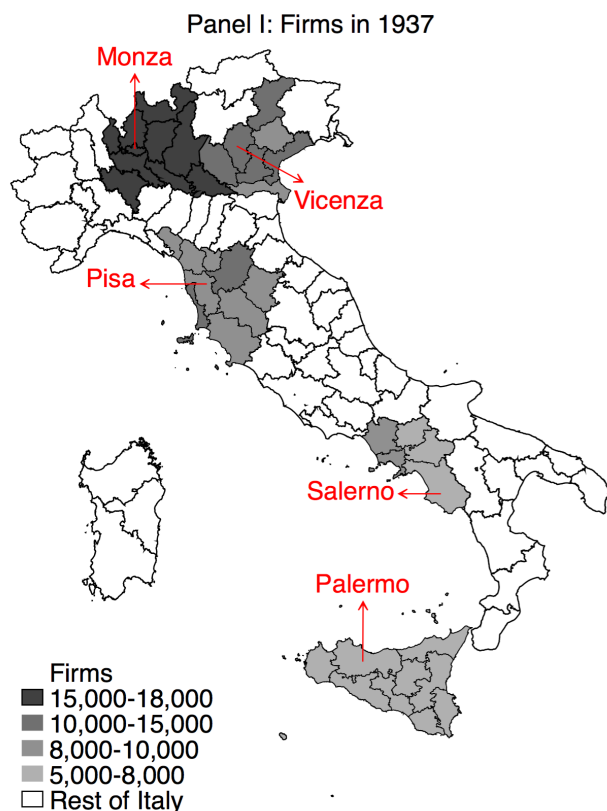 Panel I: Firms in 1937
Monza
Vicenza
Pisa
Salerno
Palermo
Firms
15,000-18,000
10,000-15,000
8,000-10,000
5,000-8,000
Rest of Italy